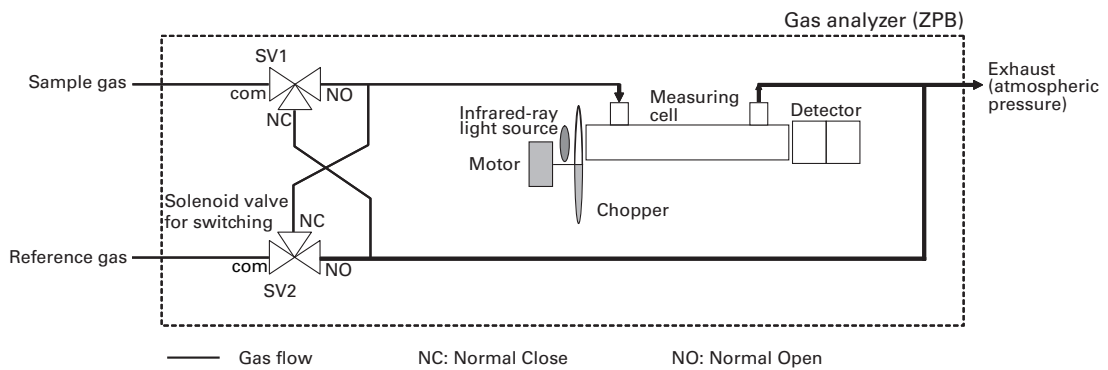 Gas analyzer (ZPB)
SV1
Sample gas
com
NO
NC
Exhaust
(atmospheric
pressure)
Infrared-ray
light source
Measuring
cell
Detector
Motor
Chopper
Solenoid valve
for switching
NC
Reference gas
com
NO
SV2
Gas flow
NC: Normal Close
NO: Normal Open